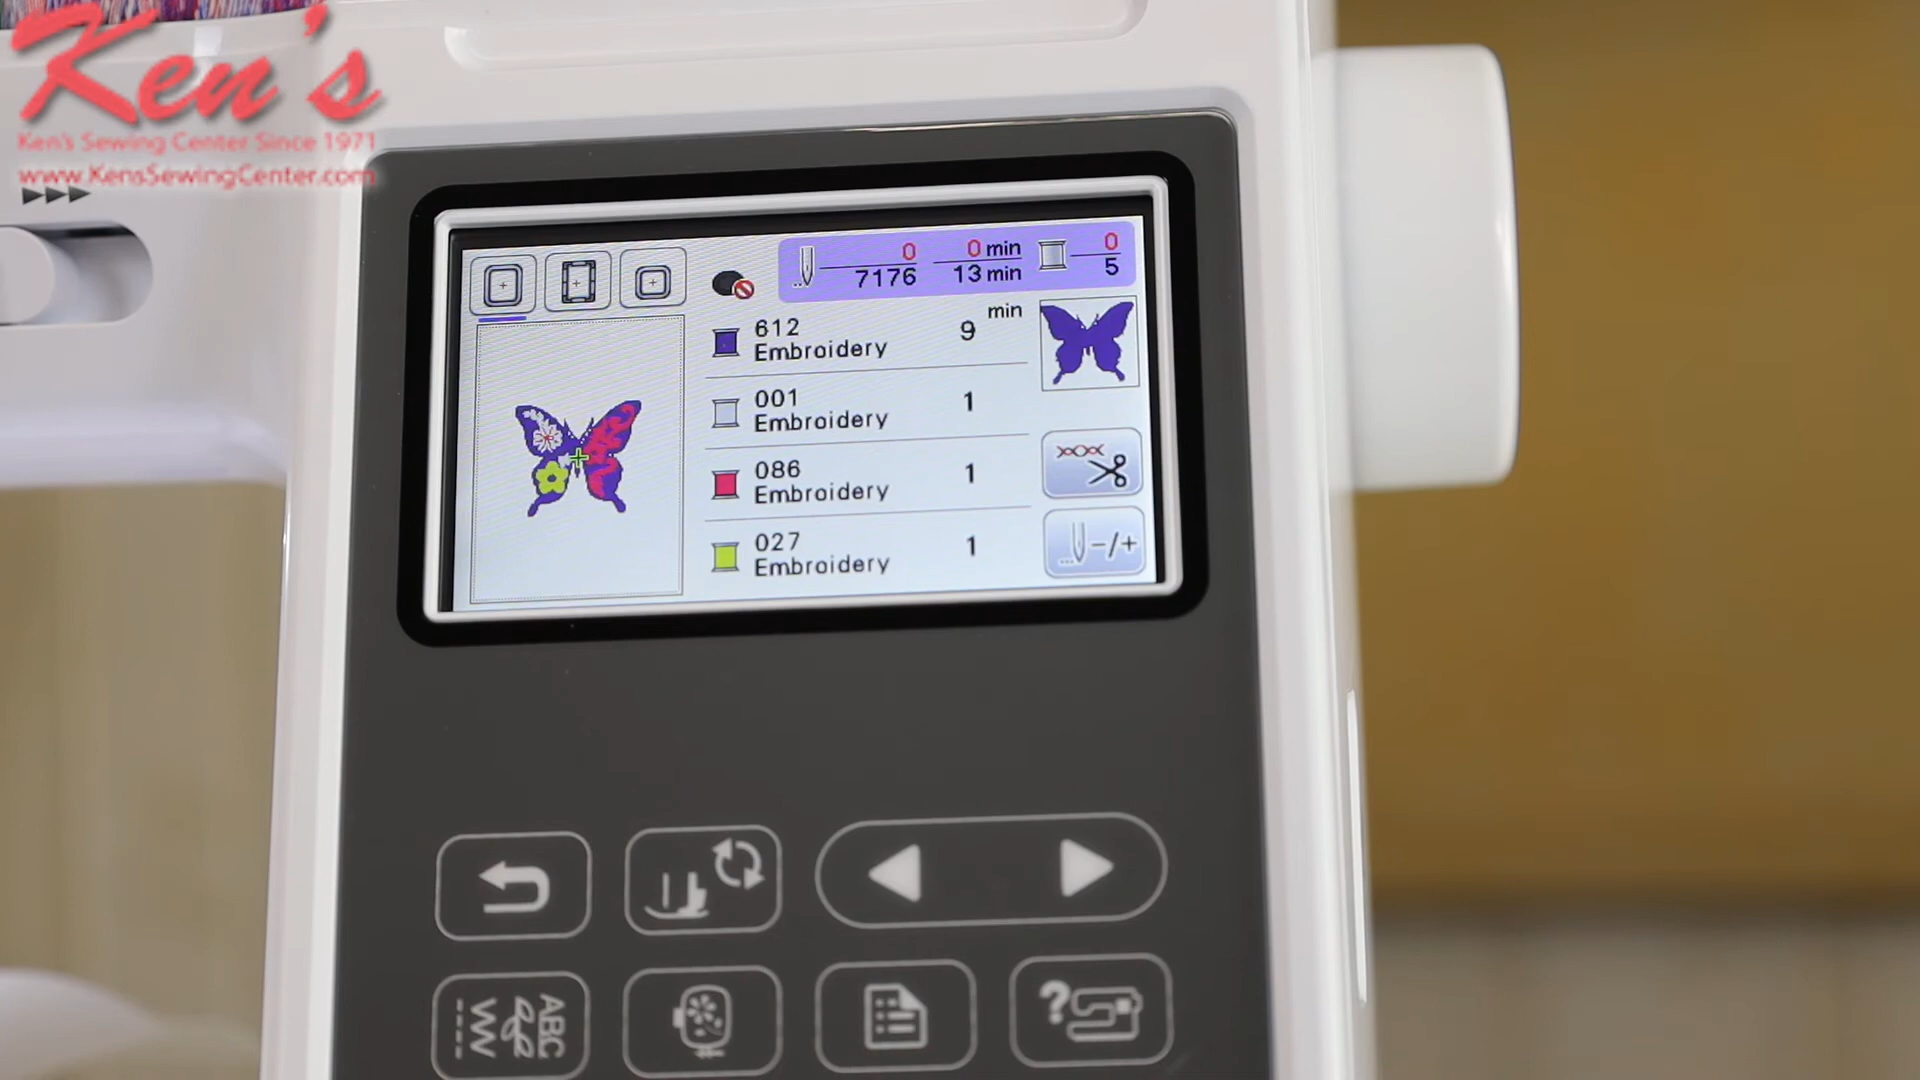 Ken's
Ken's Sewing Center Since 1971
www.KensSewingCenter.com
0
7176
0 min
13 min
0
5
min
612
Embroidery
9
001
Embroidery
1
086
Embroidery
1
027
Embroidery
1
-/+
ABC
?